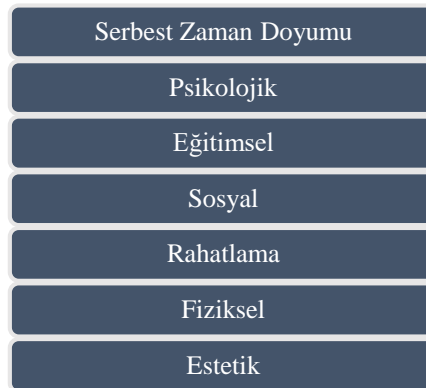 Serbest Zaman Doyumu
Psikolojik
Eğitimsel
Sosyal
Rahatlama
Fiziksel
Estetik